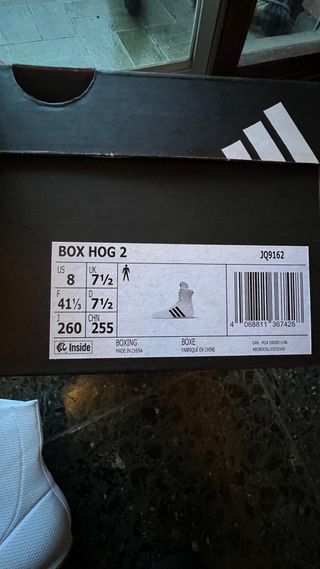 BOX HOG 2
JQ9162
US UK
8 7½
F D
41⅓ 7½
J CHN
260 255
Inside
BOXING BOXE
MADE IN CHINA FABRIQUÉ EN CHINE
4 068811 367428